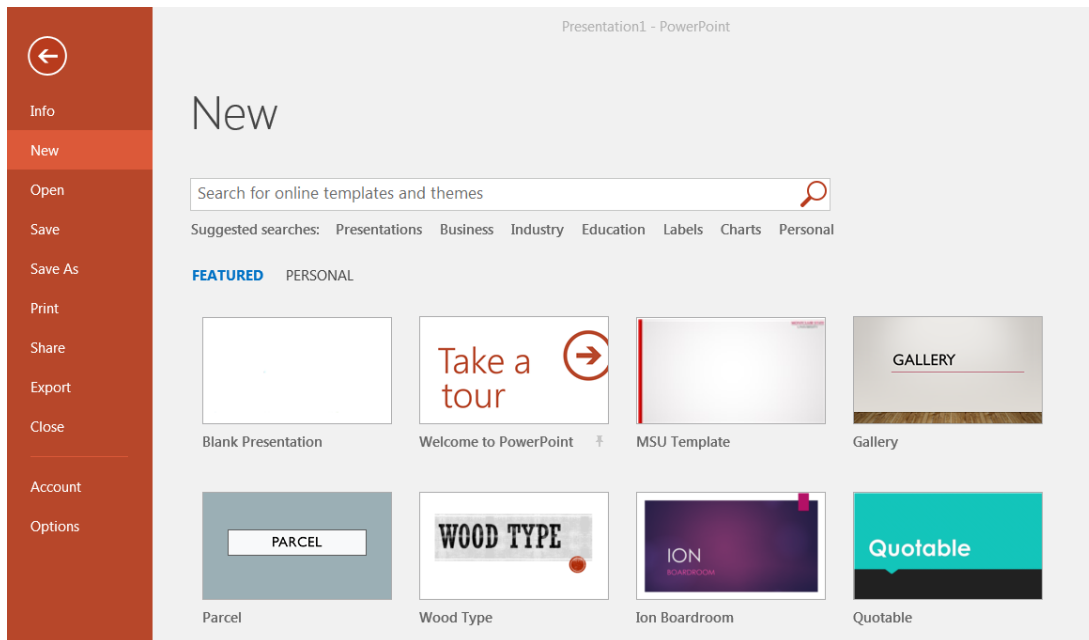 Presentation1 - PowerPoint
Info
New
Open
Save
Save As
Print
Share
Export
Close
Account
Options
New
Search for online templates and themes
Suggested searches: Presentations Business Industry Education Labels Charts Personal
FEATURED PERSONAL
Take a
tour
GALLERY
Blank Presentation Welcome to PowerPoint MSU Template Gallery
PARCEL
WOOD TYPE
ION
BOARDROOM
Quotable
Parcel Wood Type Ion Boardroom Quotable